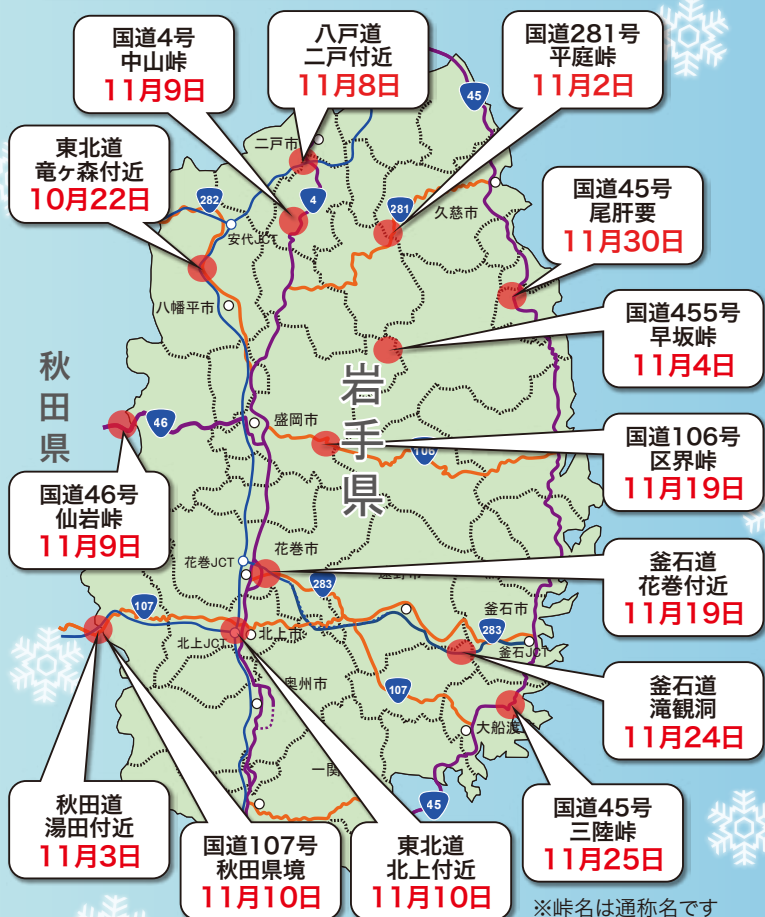 国道4号
中山峠
11月9日
八戸道
二戸付近
11月8日
国道281号
平庭峠
11月2日
東北道
竜ヶ森付近
10月22日
国道45号
尾肝要
11月30日
国道455号
早坂峠
11月4日
国道106号
区界峠
11月19日
国道46号
仙岩峠
11月9日
釜石道
花巻付近
11月19日
釜石道
滝観洞
11月24日
秋田道
湯田付近
11月3日
国道107号
秋田県境
11月10日
東北道
北上付近
11月10日
国道45号
三陸峠
11月25日
45
二戸市
282
4
281
久慈市
安代JCT
八幡平市
秋田県
岩手県
46
盛岡市
106
花巻JCT
花巻市
283
遠野市
107
釜石市
283
北上JCT
北上市
釜石JCT
奥州市
107
大船渡
一関
45
※峠名は通称名です